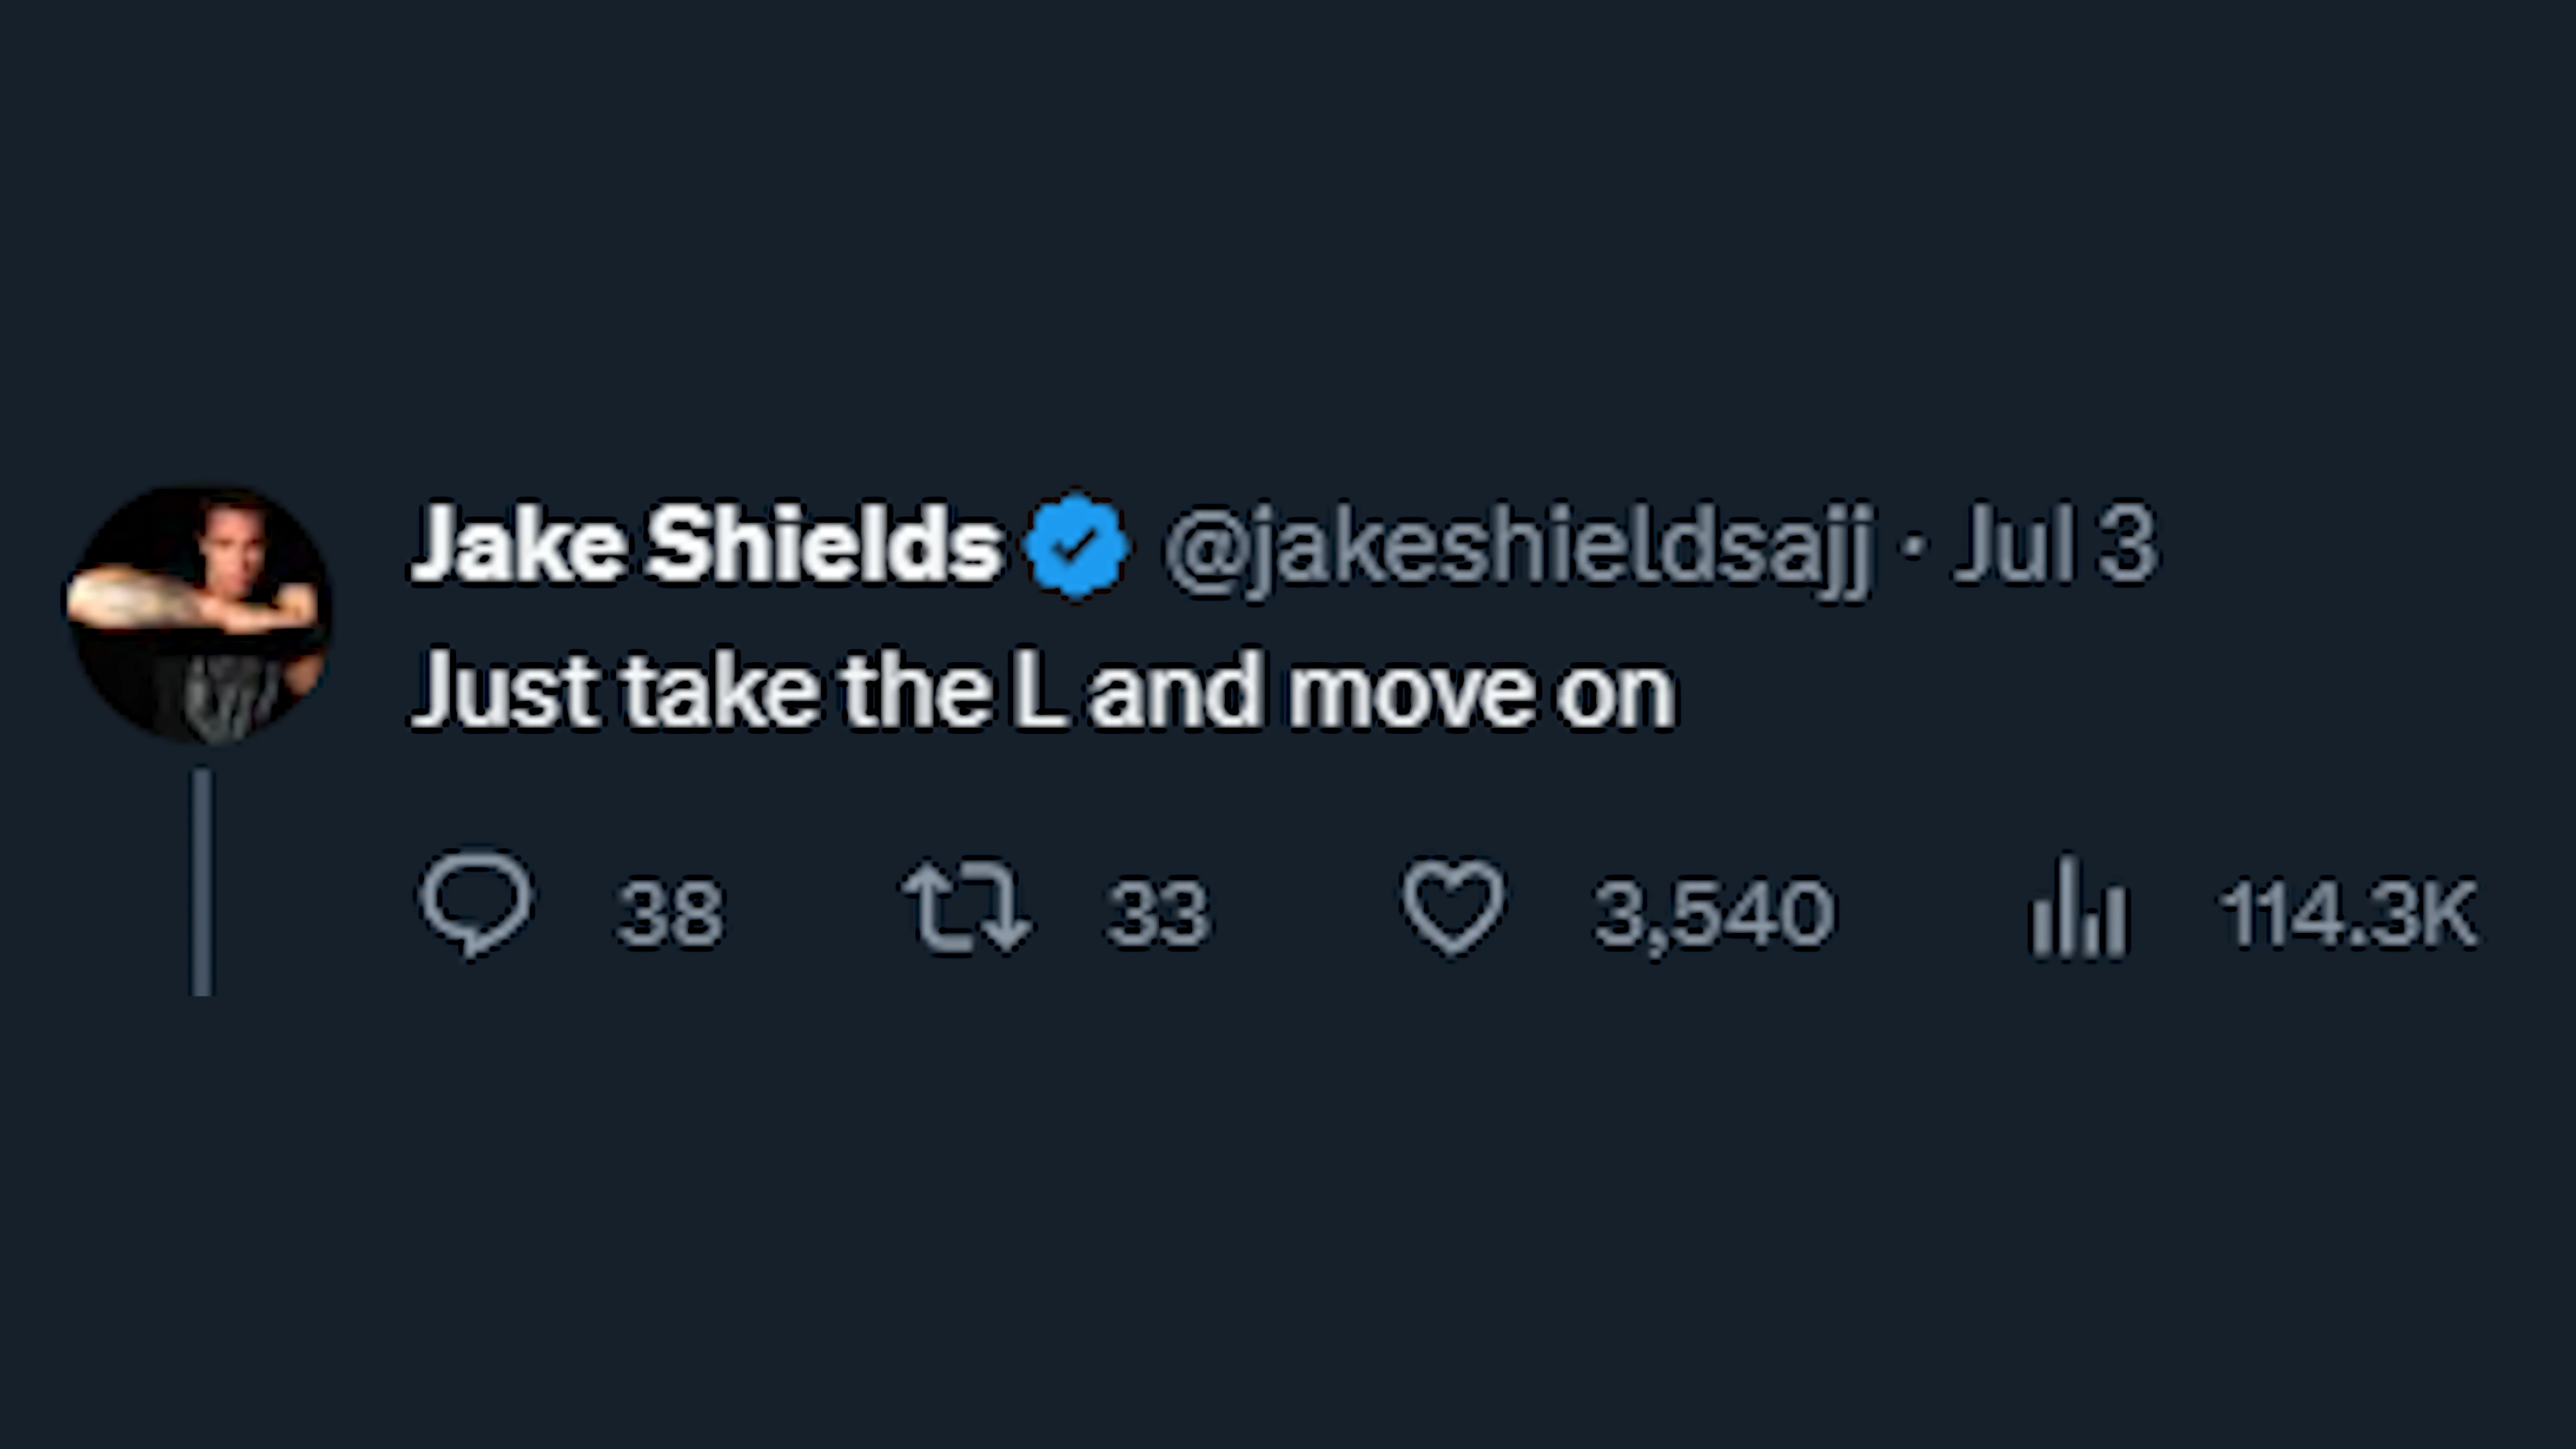 Jake Shields @jakeshieldsajj · Jul 3
Just take the L and move on
38 33 3,540 114.3K